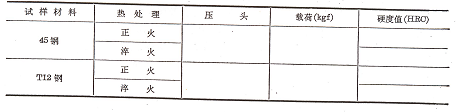 试样材料 热处理 压头 载荷(kgf) 硬度值(HRC)
45钢 正火
淬火
T12钢 正火
淬火